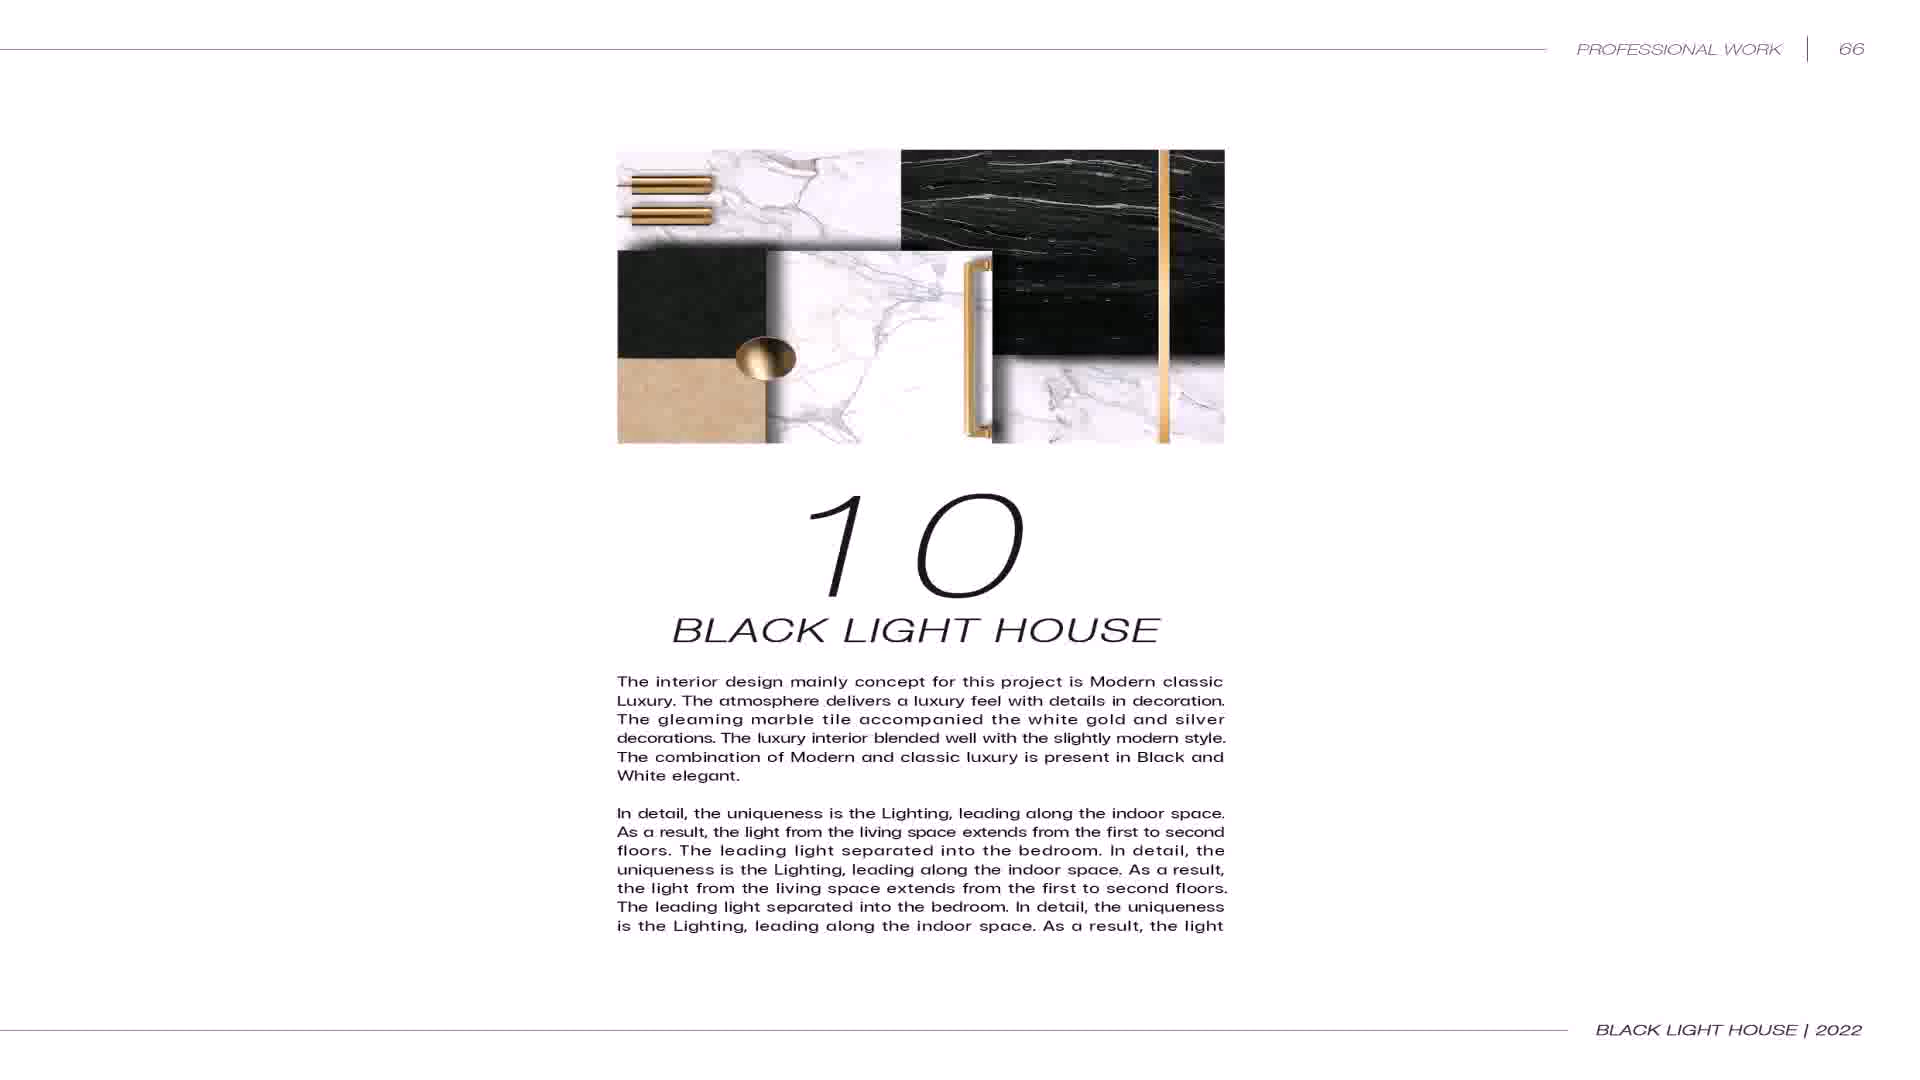 PROFESSIONAL WORK | 66
10
BLACK LIGHT HOUSE
The interior design mainly concept for this project is Modern classic
Luxury. The atmosphere delivers a luxury feel with details in decoration.
The gleaming marble tile accompanied the white gold and silver
decorations. The luxury interior blended well with the slightly modern style.
The combination of Modern and classic luxury is present in Black and
White elegant.
In detail, the uniqueness is the Lighting, leading along the indoor space.
As a result, the light from the living space extends from the first to second
floors. The leading light separated into the bedroom. In detail, the
uniqueness is the Lighting, leading along the indoor space. As a result,
the light from the living space extends from the first to second floors.
The leading light separated into the bedroom. In detail, the uniqueness
is the Lighting, leading along the indoor space. As a result, the light
BLACK LIGHT HOUSE | 2022